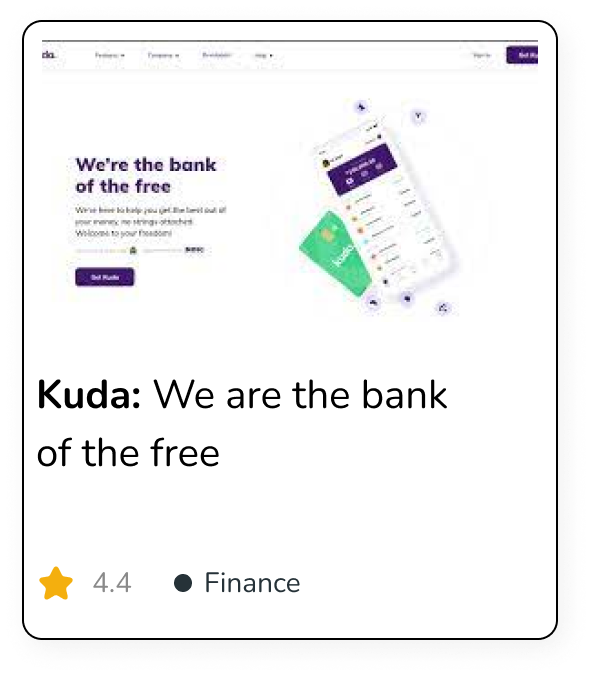 da.
Features Company Developers Help
Sign In
Get Ku
We're the bank
of the free
We're here to help you get the best out of
your money, no strings attached.
Welcome to your freedom!
Get Kuda
kuda.
Kuda: We are the bank
of the free
4.4 Finance